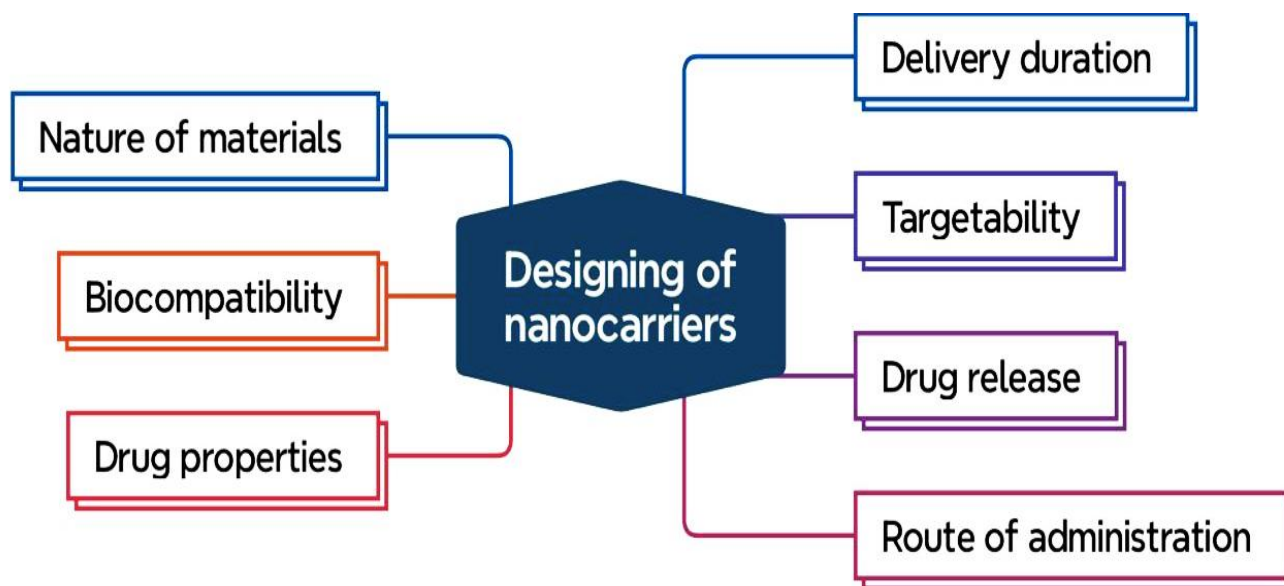 Nature of materials
Biocompatibility
Drug properties
Designing of
nanocarriers
Delivery duration
Targetability
Drug release
Route of administration